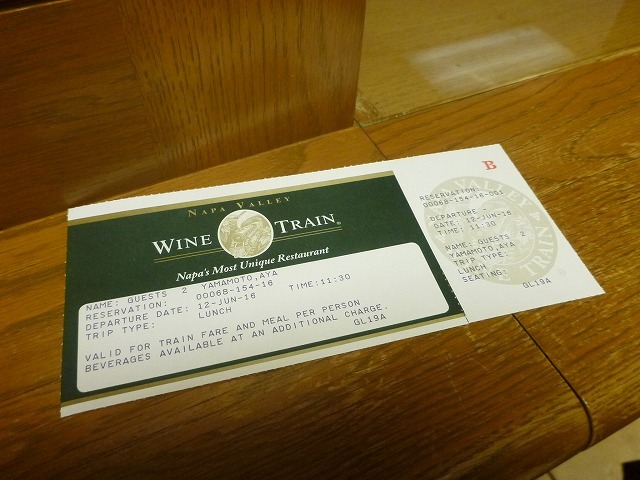 NAPA VALLEY
WINE TRAIN®
Napa's Most Unique Restaurant
NAME: GUESTS 2 YAMAMOTO,AYA
RESERVATION: 00068-154-16
DEPARTURE DATE: 12-JUN-16 TIME:11:30
TRIP TYPE: LUNCH
VALID FOR TRAIN FARE AND MEAL PER PERSON
BEVERAGES AVAILABLE AT AN ADDITIONAL CHARGE.
GL19A
B
RESERVATION:
00068-154-16-001
DEPARTURE
DATE: 12-JUN-16
TIME: 11:30
NAME: GUESTS 2
YAMAMOTO,AYA
TRIP TYPE:
LUNCH
SEATING:
GL19A
VALLEY
TRAIN